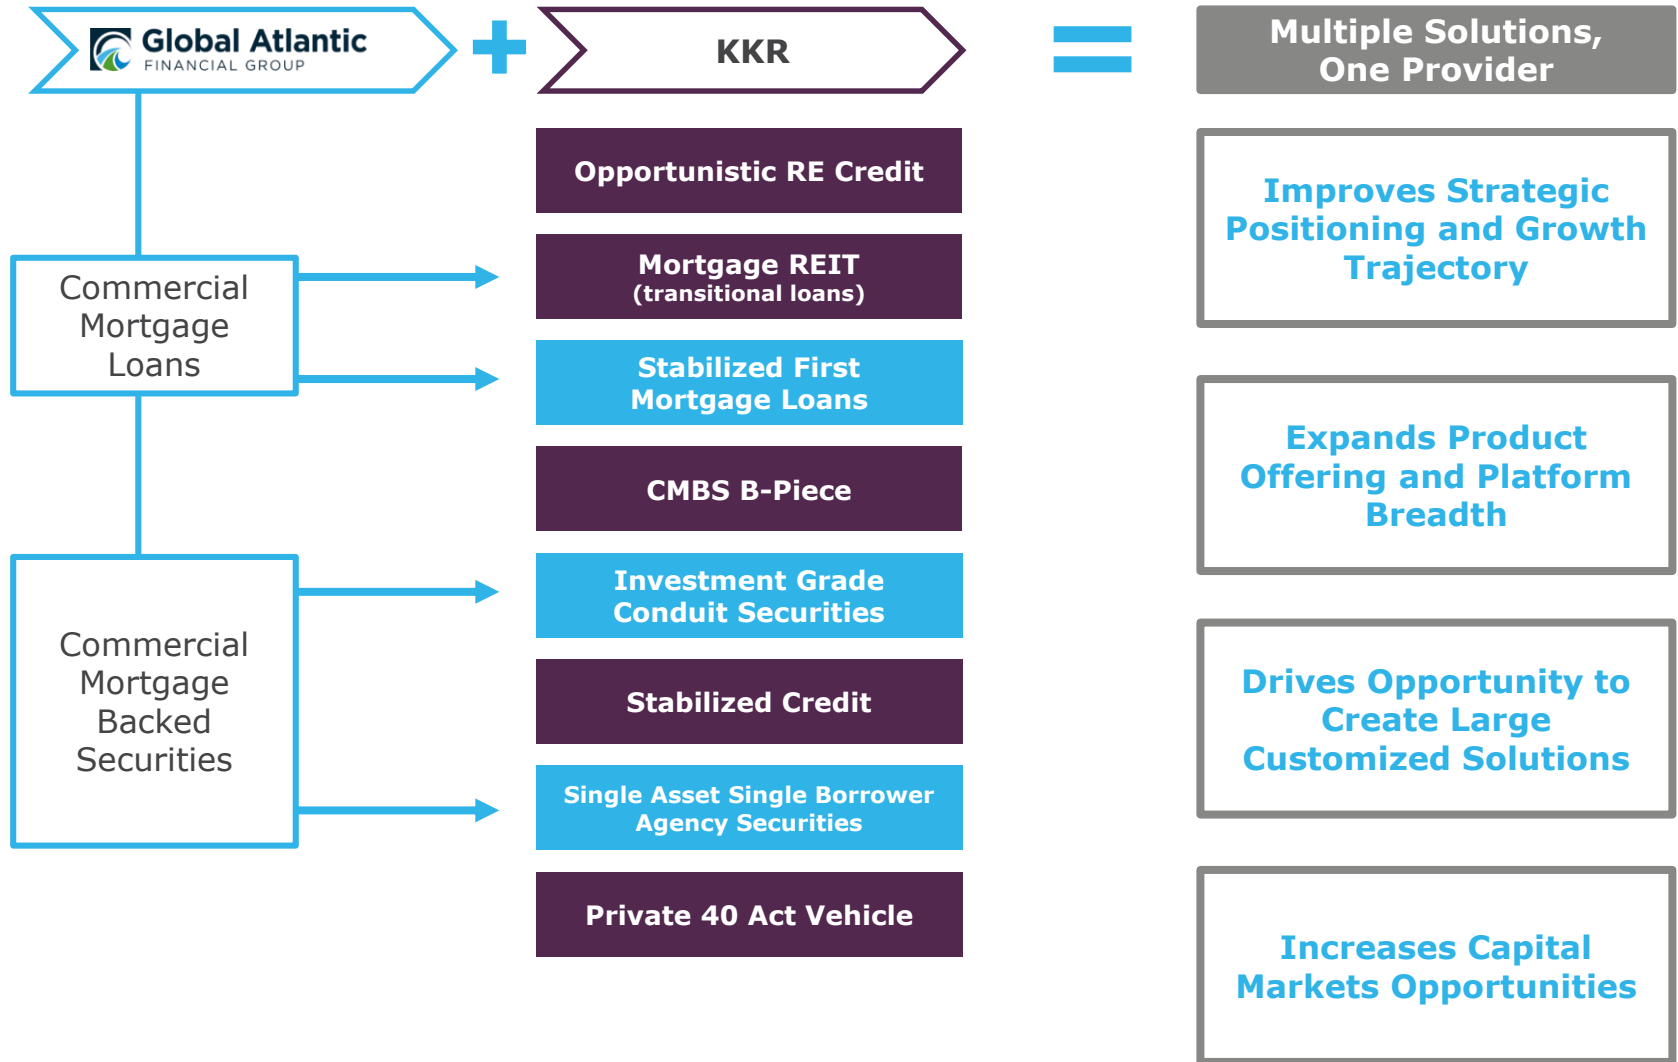 Global Atlantic
FINANCIAL GROUP
KKR
Multiple Solutions,
One Provider
Commercial
Mortgage
Loans
Commercial
Mortgage
Backed
Securities
Opportunistic RE Credit
Mortgage REIT
(transitional loans)
Stabilized First
Mortgage Loans
CMBS B-Piece
Investment Grade
Conduit Securities
Stabilized Credit
Single Asset Single Borrower
Agency Securities
Private 40 Act Vehicle
Improves Strategic
Positioning and Growth
Trajectory
Expands Product
Offering and Platform
Breadth
Drives Opportunity to
Create Large
Customized Solutions
Increases Capital
Markets Opportunities